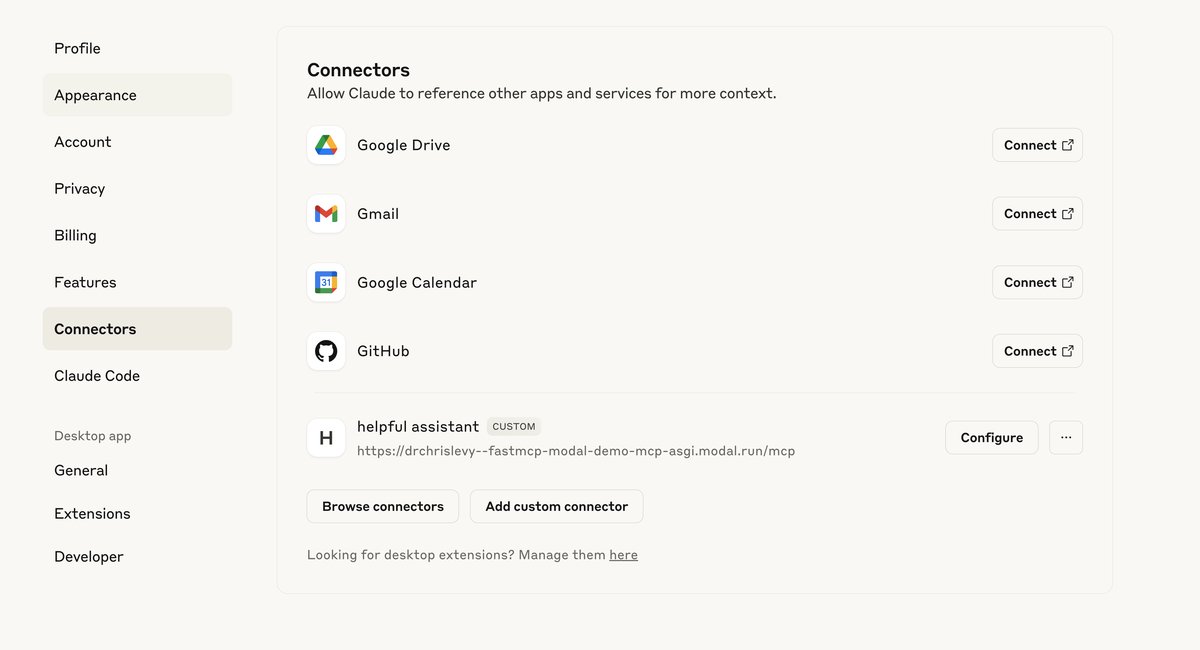 Profile
Appearance
Account
Privacy
Billing
Features
Connectors
Claude Code
Desktop app
General
Extensions
Developer
Connectors
Allow Claude to reference other apps and services for more context.
Google Drive
Connect
Gmail
Connect
31
Google Calendar
Connect
GitHub
Connect
H
helpful assistant CUSTOM
https://drchrislevy--fastmcp-modal-demo-mcp-asgi.modal.run/mcp
Configure
...
Browse connectors
Add custom connector
Looking for desktop extensions? Manage them here